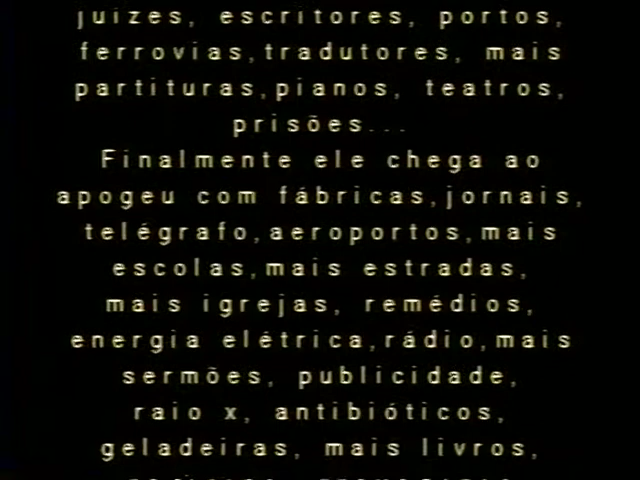 juízes, escritores, portos,
ferrovias,tradutores, mais
partituras,pianos, teatros,
prisões...
Finalmente ele chega ao
apogeu com fábricas,jornais,
telégrafo,aeroportos,mais
escolas,mais estradas,
mais igrejas, remédios,
energia elétrica,rádio,mais
sermões, publicidade,
raio x, antibióticos,
geladeiras, mais livros,